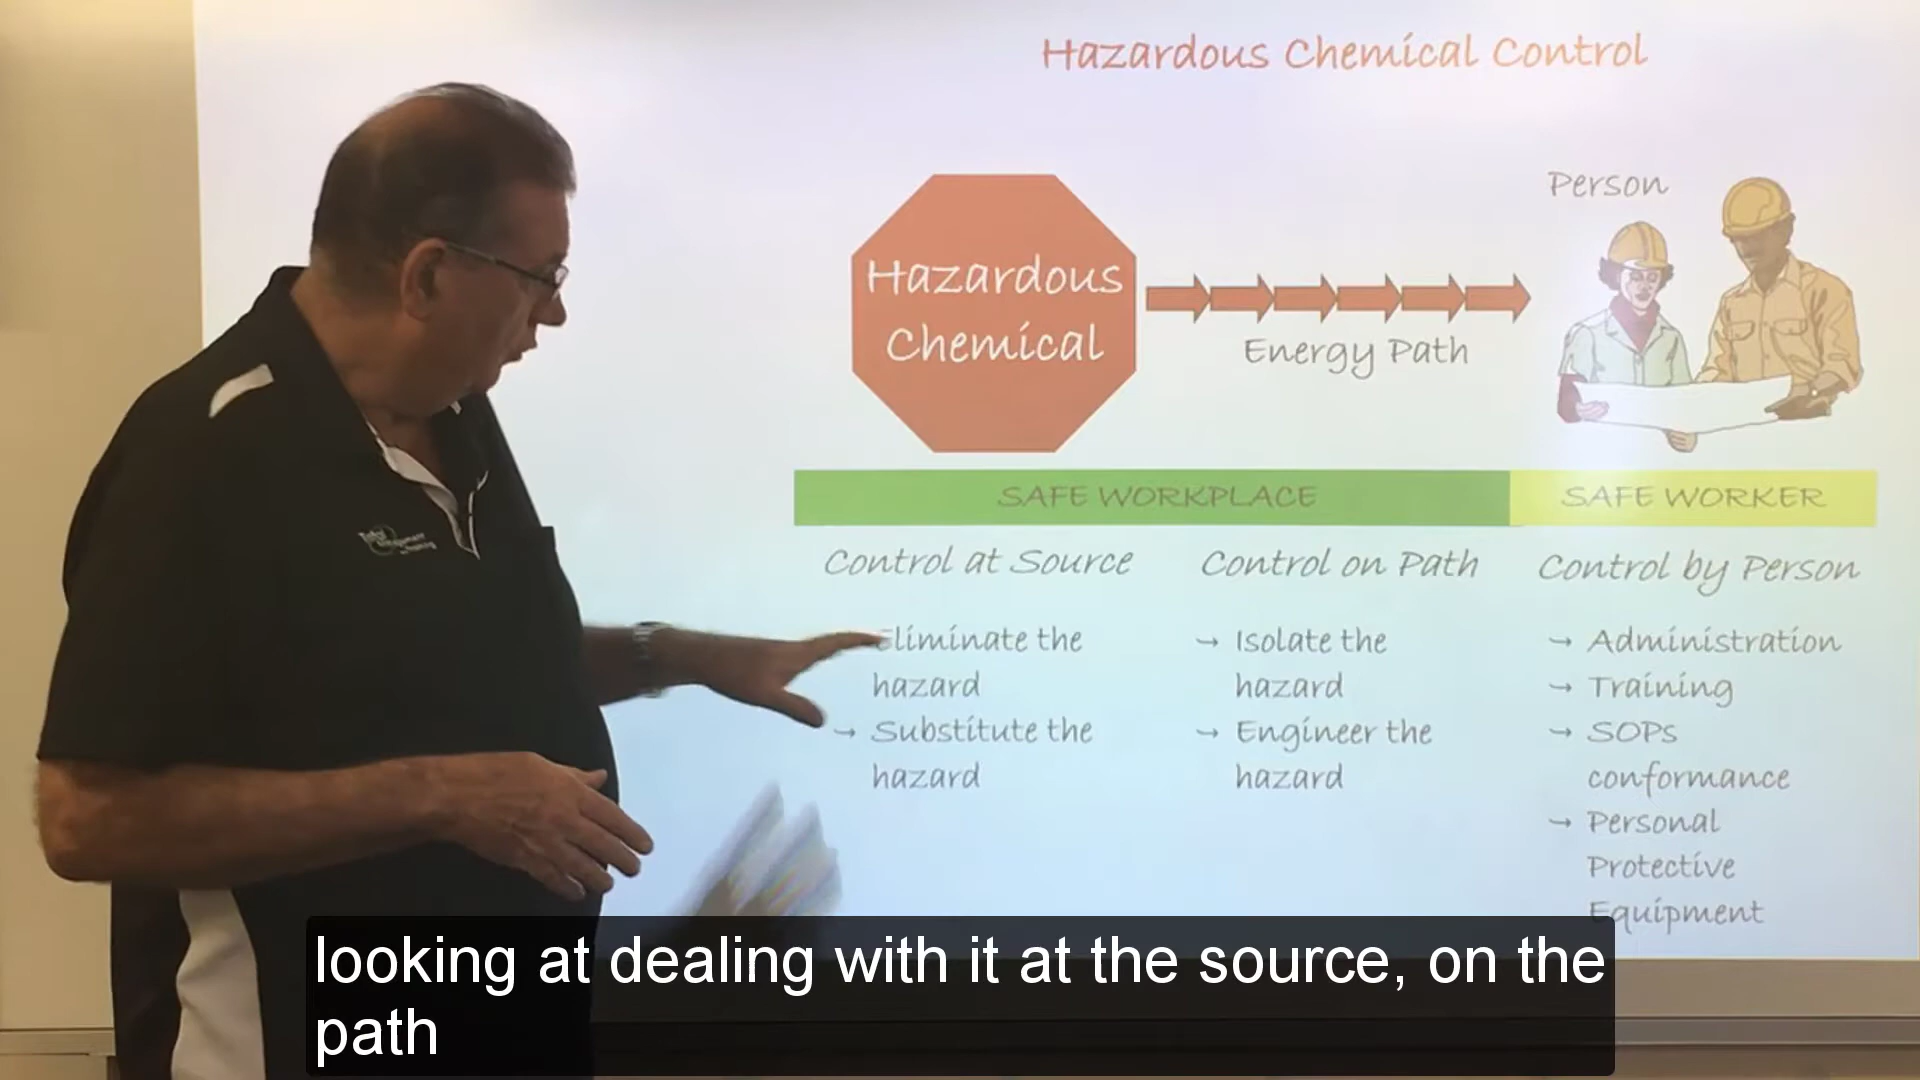 Hazardous Chemical Control
Hazardous
Chemical
Energy Path
Person
SAFE WORKPLACE
SAFE WORKER
Control at Source
Eliminate the
hazard
→ Substitute the
hazard
Control on Path
→ Isolate the
hazard
→ Engineer the
hazard
Control by Person
→ Administration
→ Training
→ SOPs
conformance
→ Personal
Protective
Equipment
looking at dealing with it at the source, on the
path